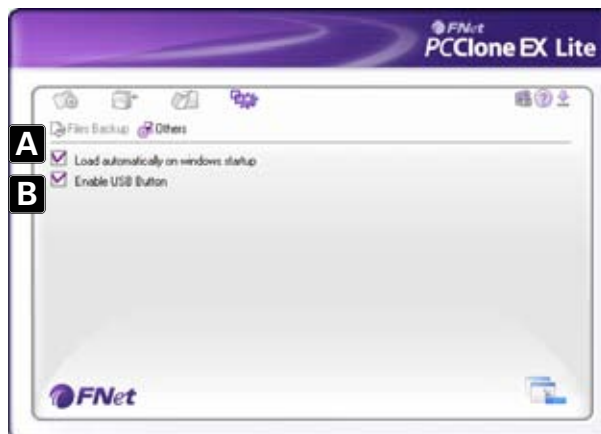 FNet
PCClone EX Lite
Files Backup Others
A
Load automatically on windows startup
B
Enable USB Button
FNet